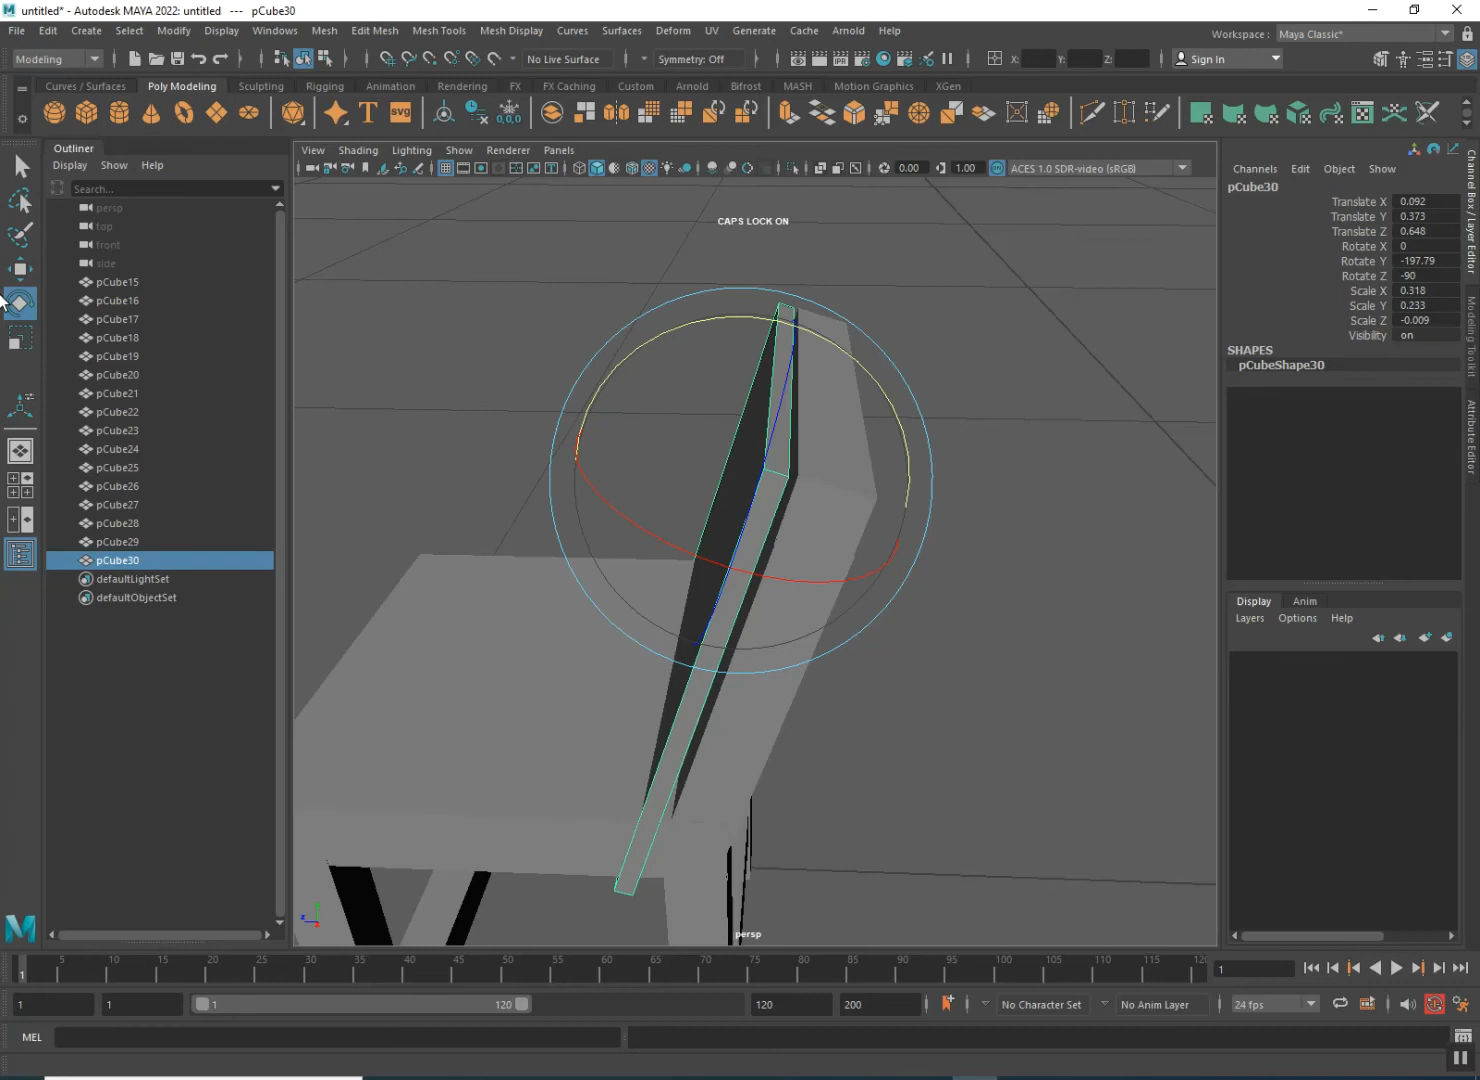 untitled* - Autodesk MAYA 2022: untitled --- pCube30
File Edit Create Select Modify Display Windows Mesh Edit Mesh Mesh Tools Mesh Display Curves Surfaces Deform UV Generate Cache Arnold Help
Workspace : Maya Classic*
Modeling
No Live Surface
Symmetry: Off
IPR
X:
Y:
Z:
Sign In
Curves / Surfaces Poly Modeling Sculpting Rigging Animation Rendering FX FX Caching Custom Arnold Bifrost MASH Motion Graphics XGen
T
SVG
0,0,0
Outliner
Display Show Help
Search...
persp
top
front
side
pCube15
pCube16
pCube17
pCube18
pCube19
pCube20
pCube21
pCube22
pCube23
pCube24
pCube25
pCube26
pCube27
pCube28
pCube29
pCube30
defaultLightSet
defaultObjectSet
View Shading Lighting Show Renderer Panels
0.00
1.00
ACES 1.0 SDR-video (sRGB)
CAPS LOCK ON
persp
Channels Edit Object Show
pCube30
Translate X 0.092
Translate Y 0.373
Translate Z 0.648
Rotate X 0
Rotate Y -197.79
Rotate Z -90
Scale X 0.318
Scale Y 0.233
Scale Z -0.009
Visibility on
SHAPES
pCubeShape30
Display Anim
Layers Options Help
Channel Box / Layer Editor
Modeling Toolkit
Attribute Editor
5 10 15 20 25 30 35 40 45 50 55 60 65 70 75 80 85 90 95 100 105 110 115 120
1
1
1
1
1
120
120
200
No Character Set
No Anim Layer
24 fps
MEL